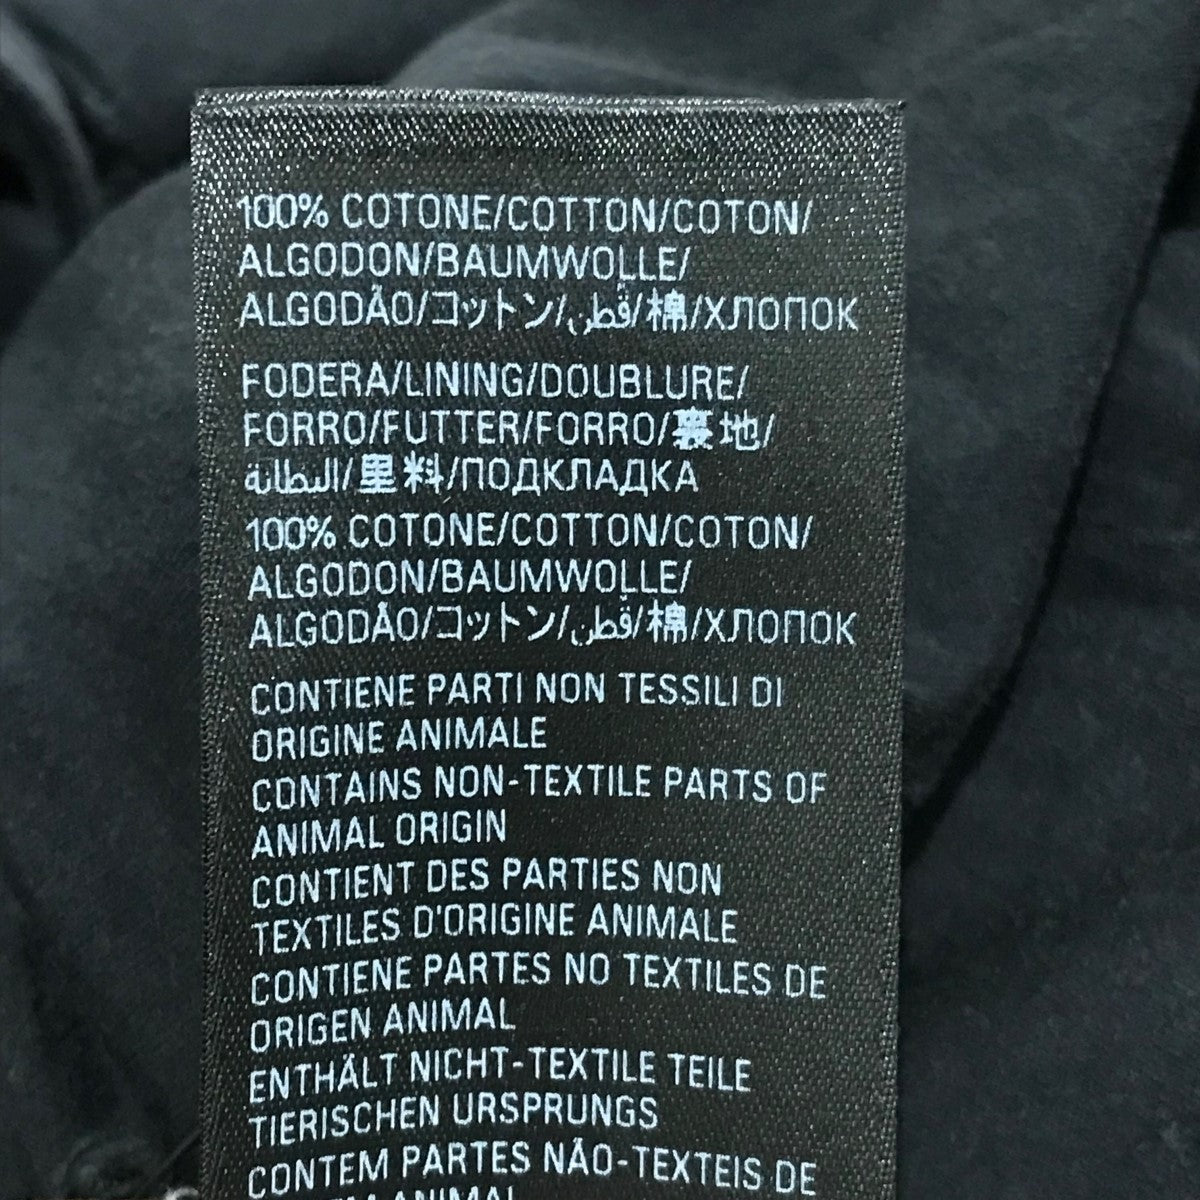 100% COTONE/COTTON/COTON/
ALGODON/BAUMWOLLE/
ALGODÃO/コットン/قطن/棉/ХЛОПОК
FODERA/LINING/DOUBLURE/
FORRO/FUTTER/FORRO/裏地/
البطانة/里料/ПОДКЛАДКА
100% COTONE/COTTON/COTON/
ALGODON/BAUMWOLLE/
ALGODÃO/コットン/قطن/棉/ХЛОПОК
CONTIENE PARTI NON TESSILI DI
ORIGINE ANIMALE
CONTAINS NON-TEXTILE PARTS OF
ANIMAL ORIGIN
CONTIENT DES PARTIES NON
TEXTILES D'ORIGINE ANIMALE
CONTIENE PARTES NO TEXTILES DE
ORIGEN ANIMAL
ENTHÄLT NICHT-TEXTILE TEILE
TIERISCHEN URSPRUNGS
CONTEM PARTES NÃO-TEXTEIS DE
ANIMAL